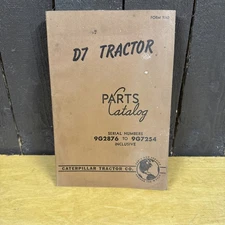 D7 TRACTOR
PARTS
Catalog
SERIAL NUMBERS
9G2876 TO 9G7254
INCLUSIVE
CATERPILLAR TRACTOR CO.